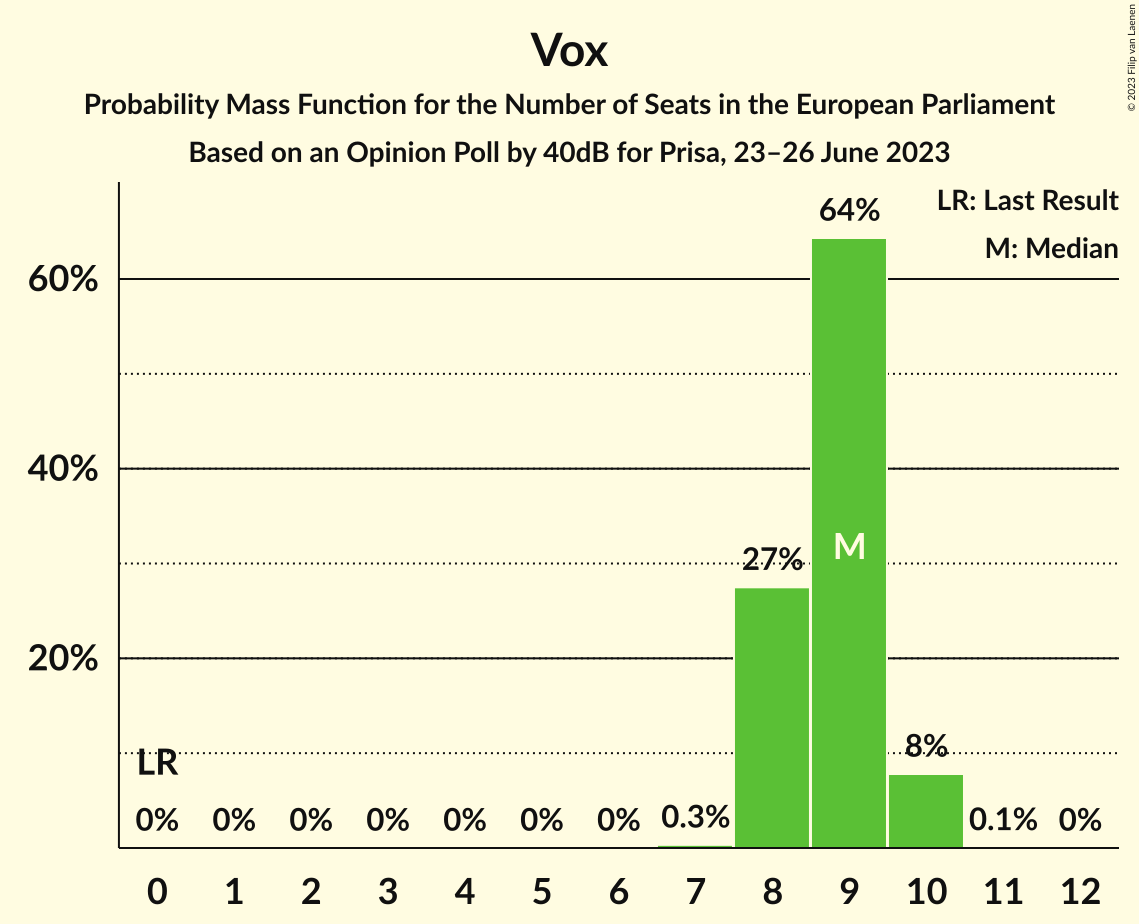 Vox
Probability Mass Function for the Number of Seats in the European Parliament
Based on an Opinion Poll by 40dB for Prisa, 23–26 June 2023
© 2023 Filip van Laenen
LR: Last Result
M: Median
60%
40%
20%
64%
27%
M
8%
LR
0% 0% 0% 0% 0% 0% 0% 0.3% 0.1% 0%
0 1 2 3 4 5 6 7 8 9 10 11 12